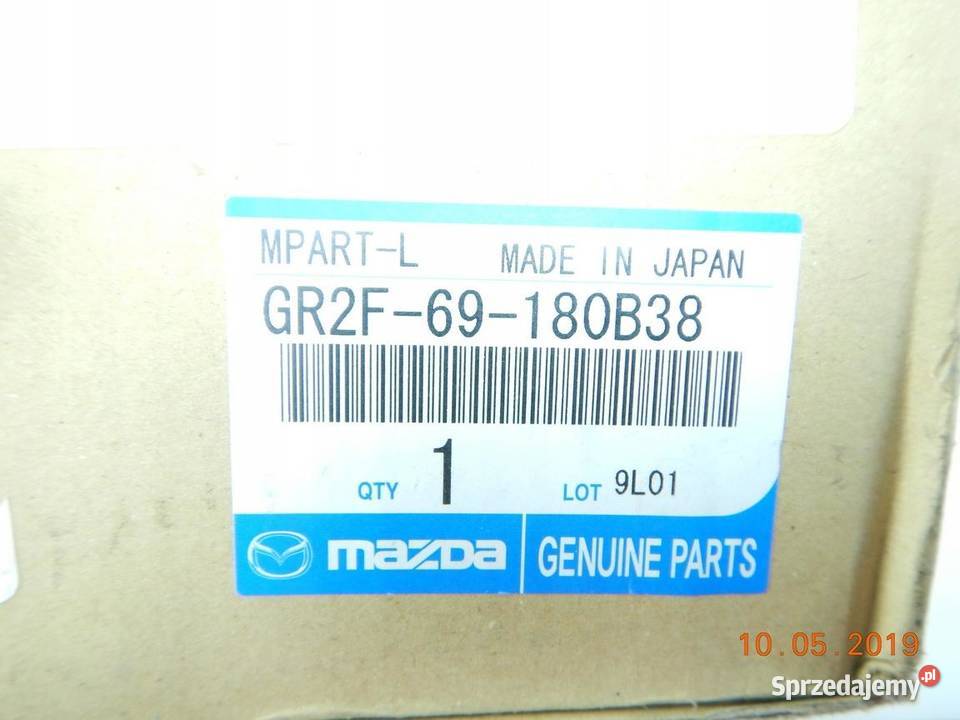 MPART-L MADE IN JAPAN
GR2F-69-180B38
QTY 1 LOT 9L01
mazda GENUINE PARTS
10.05.2019
Sprzedajemy.pl